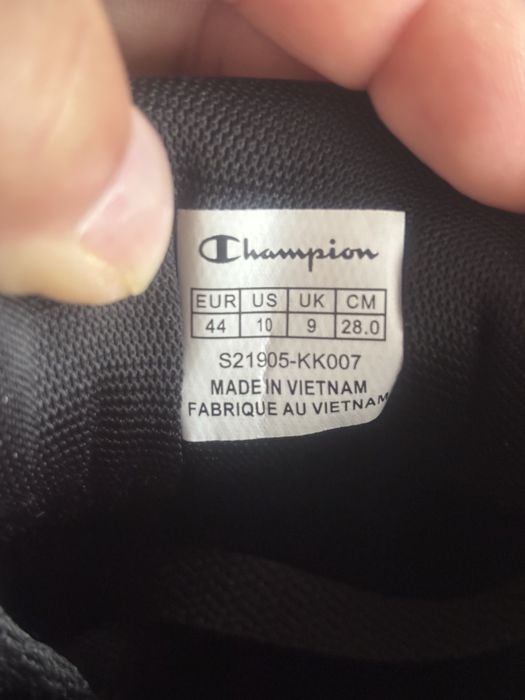 Champion
EUR US UK CM
44 10 9 28.0
S21905-KK007
MADE IN VIETNAM
FABRIQUE AU VIETNAM